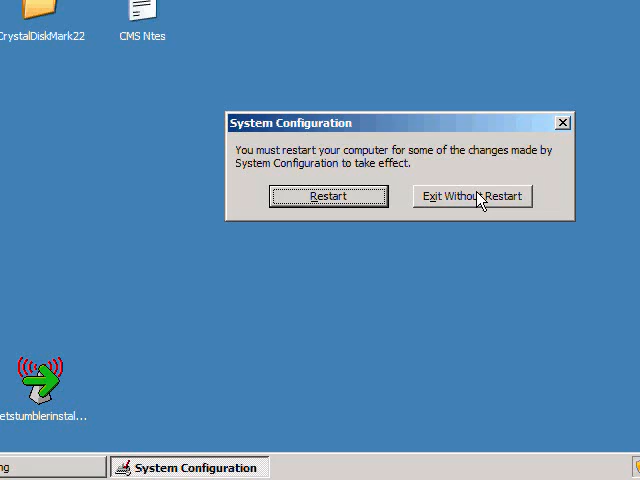 CrystalDiskMark22
CMS Ntes
System Configuration
You must restart your computer for some of the changes made by
System Configuration to take effect.
Restart
Exit Without Restart
etstumblerinstal...
ng
System Configuration